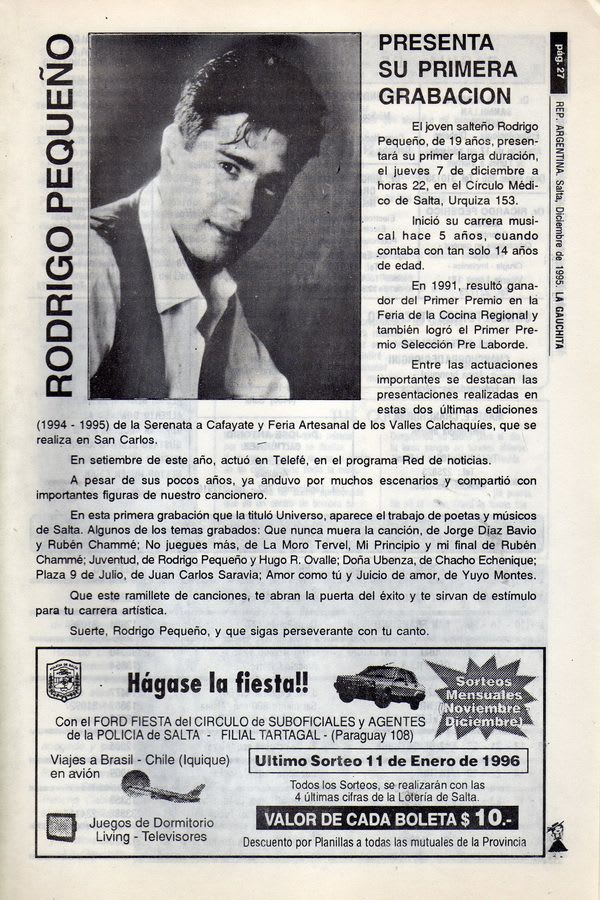 RODRIGO PEQUEÑO
PRESENTA
SU PRIMERA
GRABACION
El joven salteño Rodrigo
Pequeño, de 19 años, presen-
tará su primer larga duración,
el jueves 7 de diciembre a
horas 22, en el Círculo Médi-
co de Salta, Urquiza 153.
Inició su carrera musi-
cal hace 5 años, cuando
contaba con tan solo 14 años
de edad.
En 1991, resultó gana-
dor del Primer Premio en la
Feria de la Cocina Regional y
también logró el Primer Pre-
mio Selección Pre Laborde.
Entre las actuaciones
importantes se destacan las
presentaciones realizadas en
estas dos últimas ediciones
(1994 - 1995) de la Serenata a Cafayate y Feria Artesanal de los Valles Calchaquíes, que se
realiza en San Carlos.
En setiembre de este año, actuó en Telefé, en el programa Red de noticias.
A pesar de sus pocos años, ya anduvo por muchos escenarios y compartió con
importantes figuras de nuestro cancionero.
En esta primera grabación que la tituló Universo, aparece el trabajo de poetas y músicos
de Salta. Algunos de los temas grabados: Que nunca muera la canción, de Jorge Díaz Bavio
y Rubén Chammé; No juegues más, de La Moro Tervel, Mi Principio y mi final de Rubén
Chammé; Juventud, de Rodrigo Pequeño y Hugo R. Ovalle; Doña Ubenza, de Chacho Echenique;
Plaza 9 de Julio, de Juan Carlos Saravia; Amor como tú y Juicio de amor, de Yuyo Montes.
Que este ramillete de canciones, te abran la puerta del éxito y te sirvan de estímulo
para tu carrera artística.
Suerte, Rodrigo Pequeño, y que sigas perseverante con tu canto.
pág. 27
REP. ARGENTINA. Salta, Diciembre de 1995. LA GAUCHITA
Hágase la fiesta!!
Sorteos
Mensuales
(Noviembre -
Diciembre)
Con el FORD FIESTA del CIRCULO de SUBOFICIALES y AGENTES
de la POLICIA de SALTA - FILIAL TARTAGAL - (Paraguay 108)
Viajes a Brasil - Chile (Iquique)
en avión
Ultimo Sorteo 11 de Enero de 1996
Todos los Sorteos, se realizarán con las
4 últimas cifras de la Lotería de Salta.
VALOR DE CADA BOLETA $ 10.-
Juegos de Dormitorio
Living - Televisores
Descuento por Planillas a todas las mutuales de la Provincia